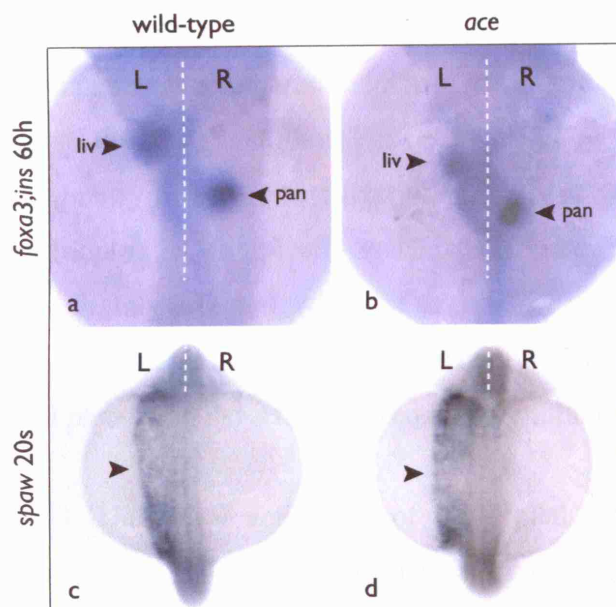 wild-type ace
foxa3;ins 60h
L R L R
liv pan liv pan
a b
spaw 20s
L R L R
c d